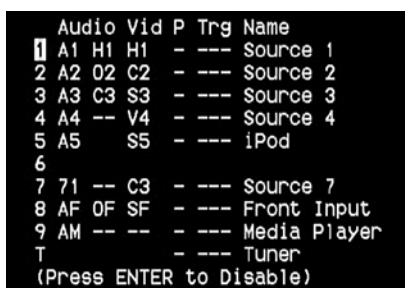 Audio Vid P Trg Name
1 A1 H1 H1 - --- Source 1
2 A2 O2 C2 - --- Source 2
3 A3 C3 S3 - --- Source 3
4 A4 -- V4 - --- Source 4
5 A5 S5 - --- iPod
6
7 71 -- C3 - --- Source 7
8 AF OF SF - --- Front Input
9 AM -- -- - --- Media Player
T - --- Tuner
(Press ENTER to Disable)